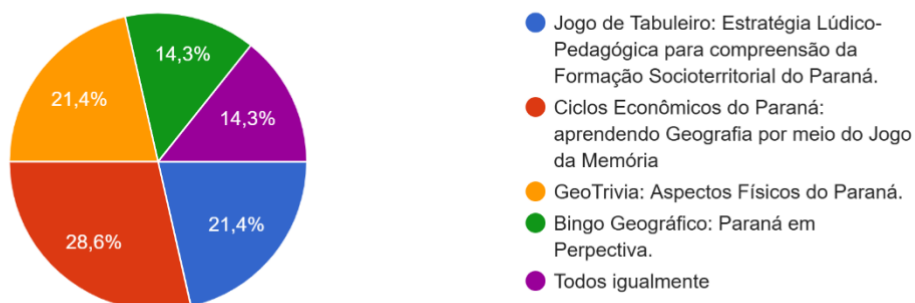 14,3%
21,4%
14,3%
28,6%
21,4%
Jogo de Tabuleiro: Estratégia Lúdico-
Pedagógica para compreensão da
Formação Socioterritorial do Paraná.
Ciclos Econômicos do Paraná:
aprendendo Geografia por meio do Jogo
da Memória
GeoTrivia: Aspectos Físicos do Paraná.
Bingo Geográfico: Paraná em
Perpectiva.
Todos igualmente